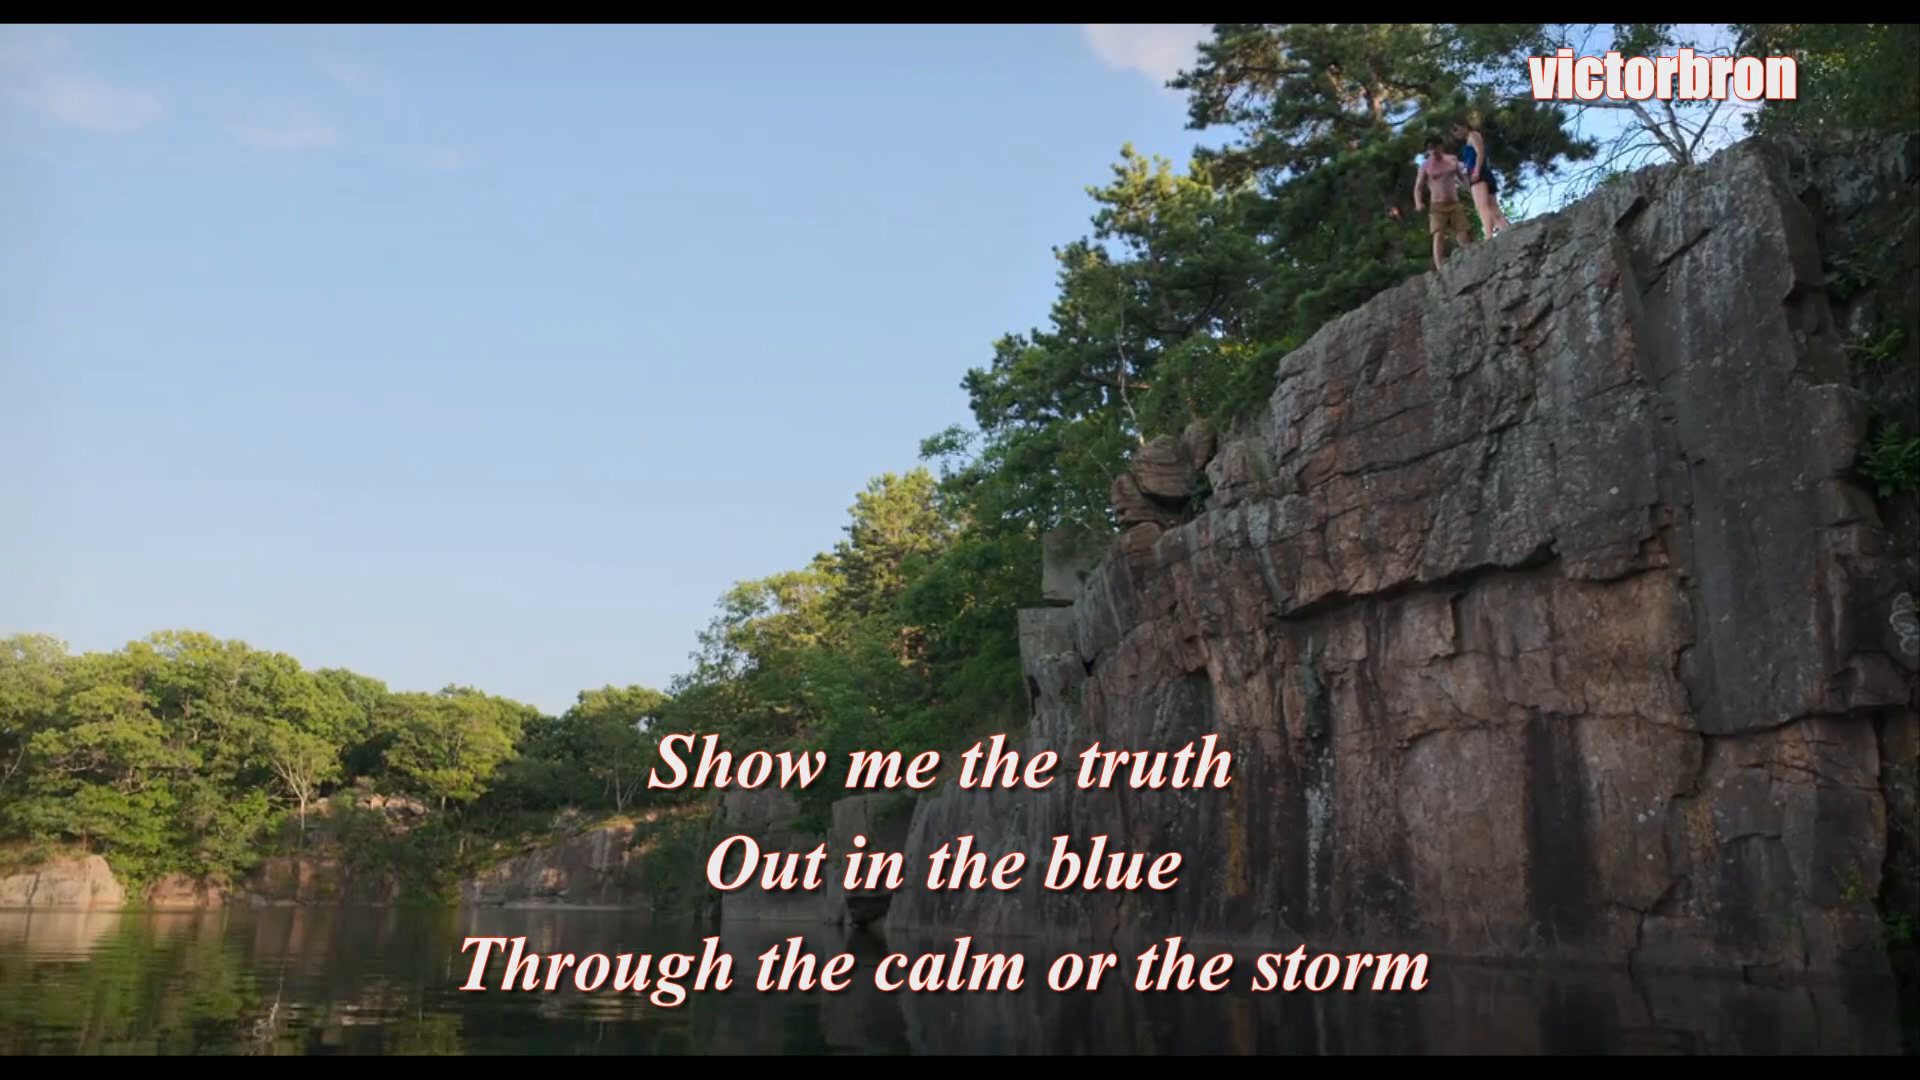 victorbron
Show me the truth
Out in the blue
Through the calm or the storm